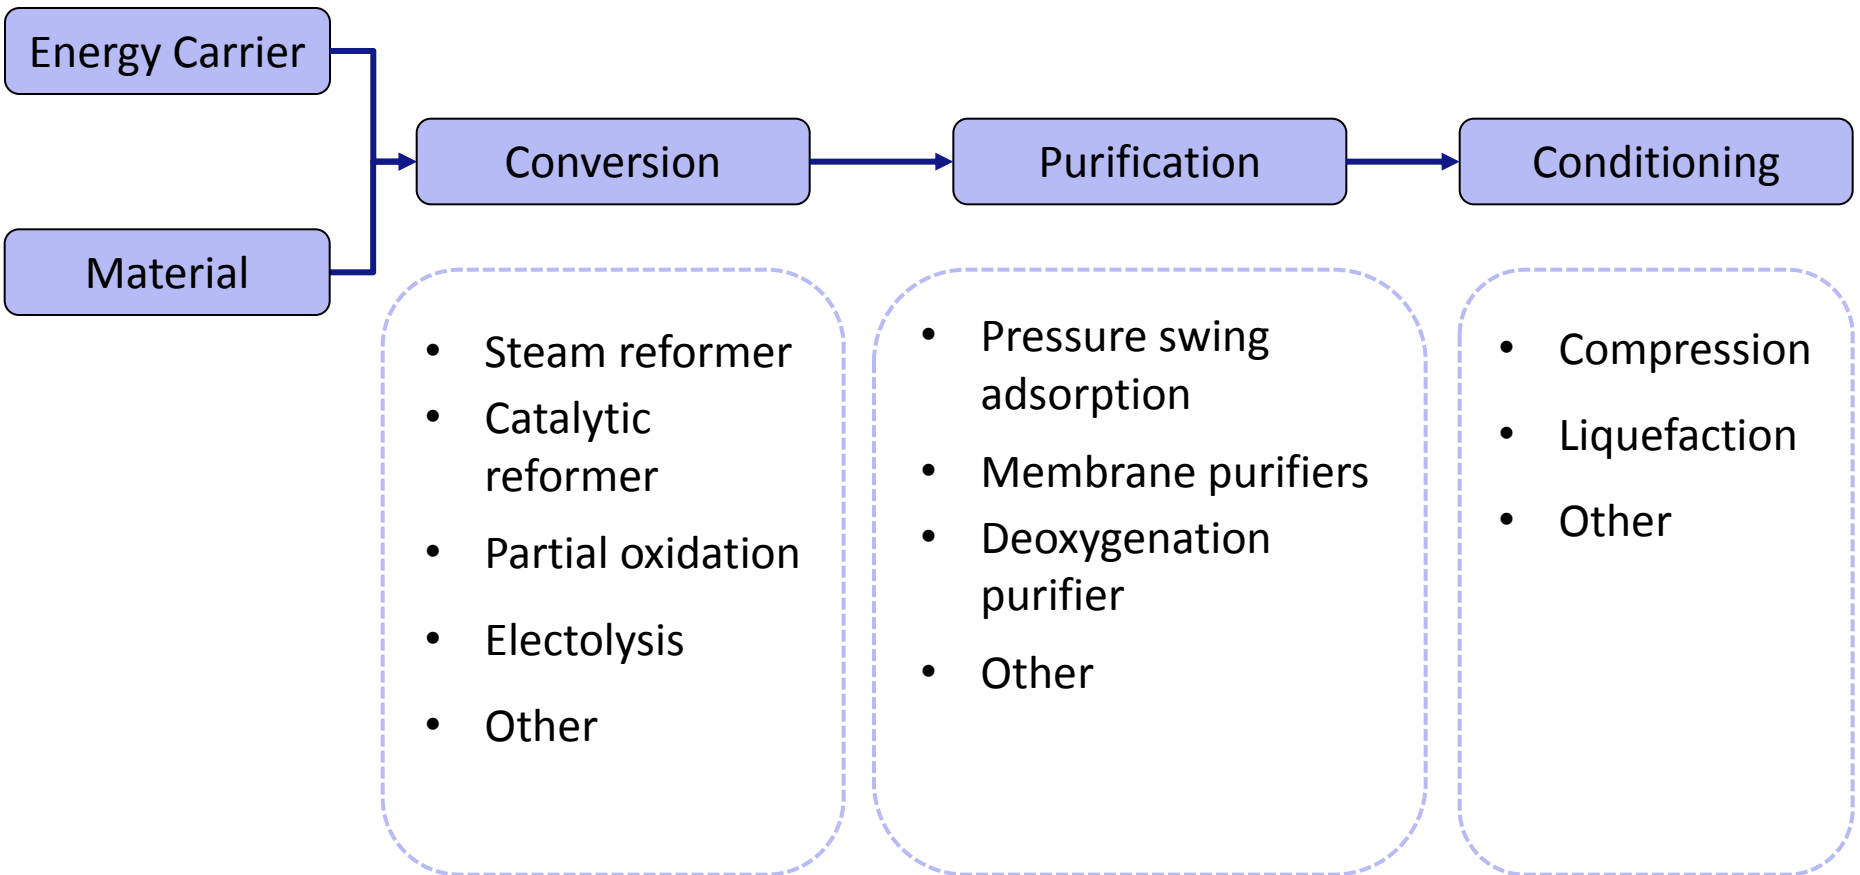 Energy Carrier
Material
Conversion
Purification
Conditioning
• Steam reformer
• Catalytic
reformer
• Partial oxidation
• Electolysis
• Other
• Pressure swing
adsorption
• Membrane purifiers
• Deoxygenation
purifier
• Other
• Compression
• Liquefaction
• Other